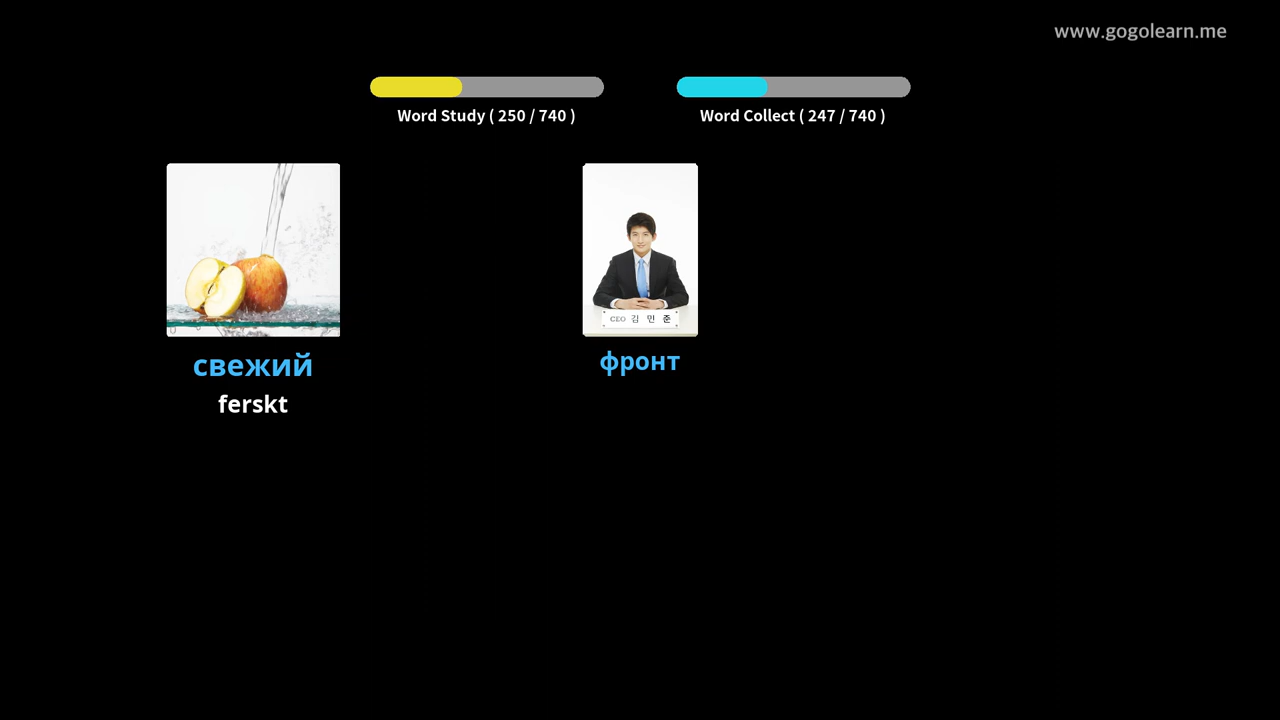 www.gogolearn.me
Word Study ( 250 / 740 )
Word Collect ( 247 / 740 )
CEO 김 민 준
свежий
фронт
ferskt